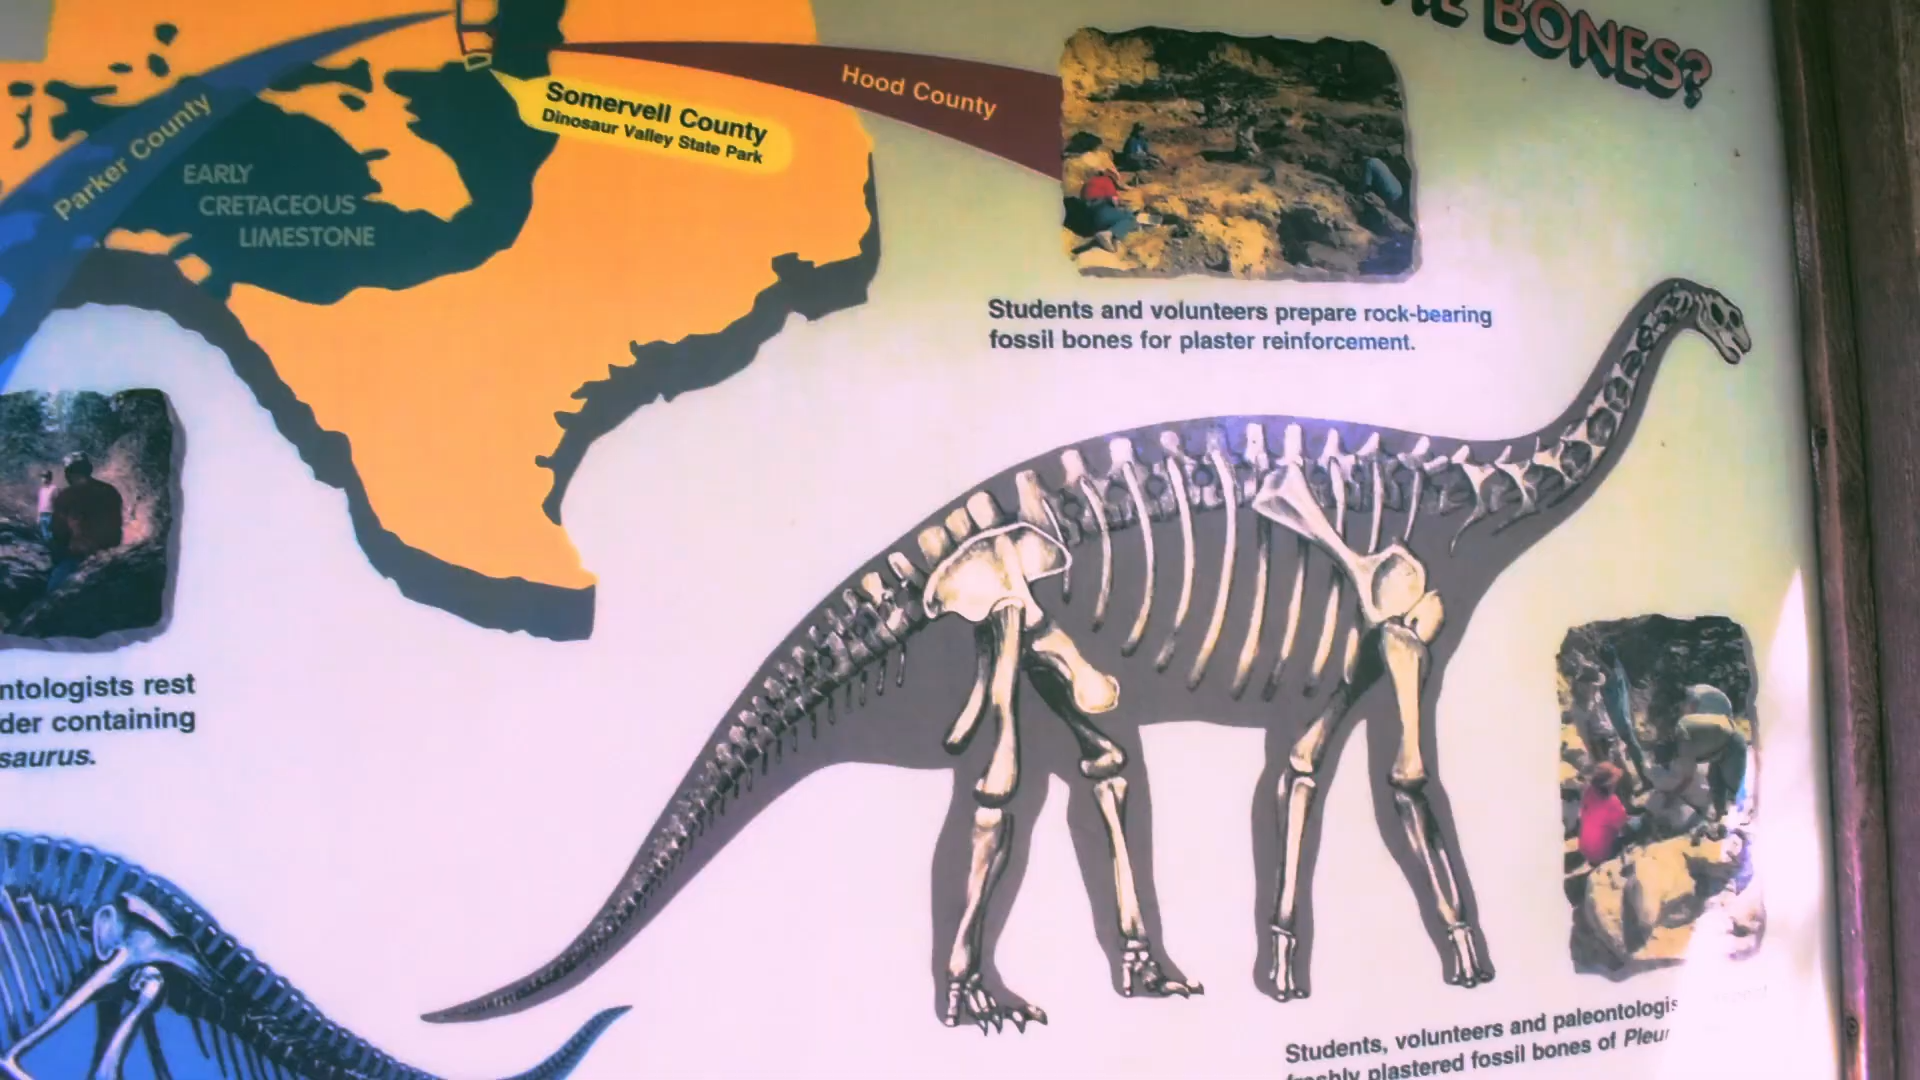 BONES?
Hood County
Somervell County
Dinosaur Valley State Park
Parker County
EARLY
CRETACEOUS
LIMESTONE
Students and volunteers prepare rock-bearing
fossil bones for plaster reinforcement.
ntologists rest
der containing
saurus.
Students, volunteers and paleontologis
plastered fossil bones of Pleur